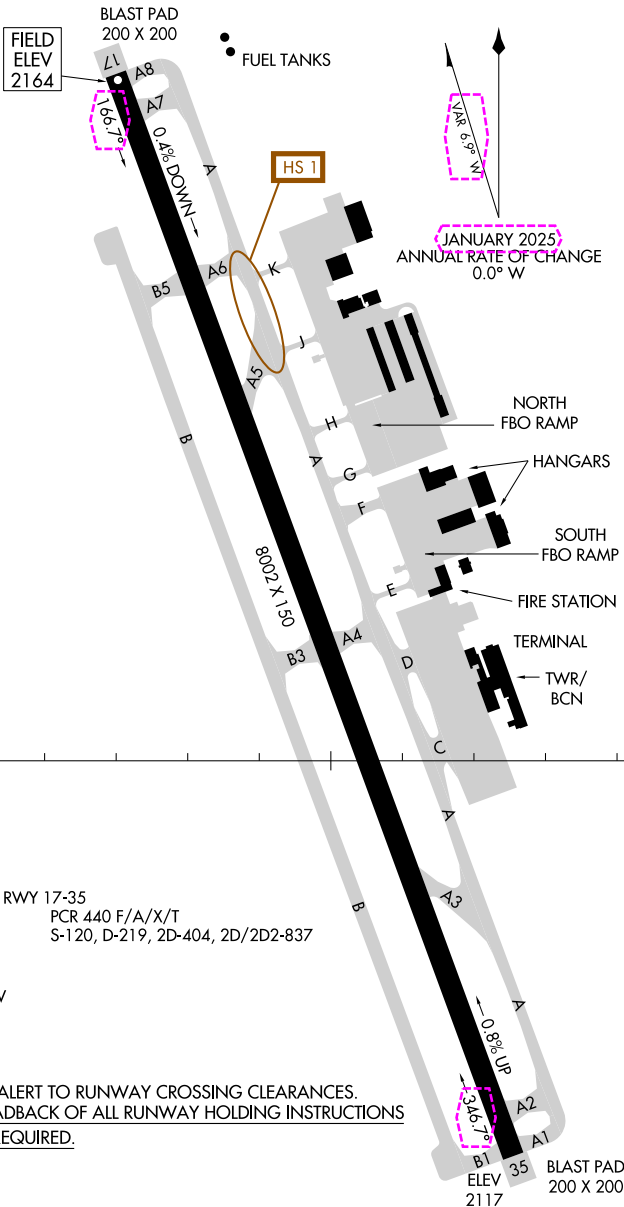 BLAST PAD
200 X 200
FIELD
ELEV
2164
17
A8
FUEL TANKS
A7
166.7°
VAR 6.9° W
0.4% DOWN
A
HS 1
JANUARY 2025
ANNUAL RATE OF CHANGE
0.0° W
A6
K
B5
J
A5
NORTH
FBO RAMP
H
B
A
HANGARS
G
F
SOUTH
FBO RAMP
8002 X 150
E
FIRE STATION
A4
TERMINAL
B3
D
TWR/
BCN
C
A
RWY 17-35
PCR 440 F/A/X/T
S-120, D-219, 2D-404, 2D/2D2-837
A3
B
A
0.8% UP
ALERT TO RUNWAY CROSSING CLEARANCES.
ADBACK OF ALL RUNWAY HOLDING INSTRUCTIONS
EQUIRED.
346.7°
A2
A1
B1
35
ELEV
2117
BLAST PAD
200 X 200